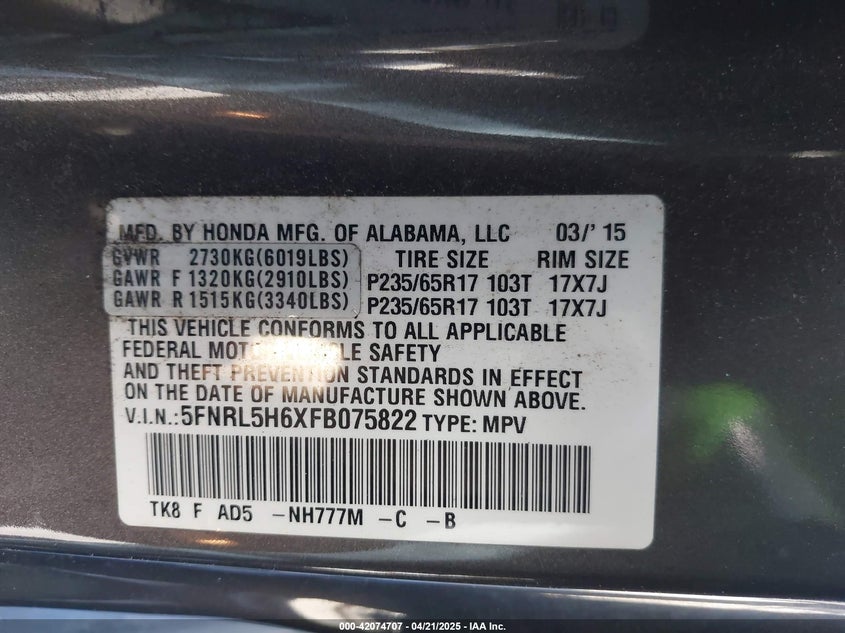 MFD. BY HONDA MFG. OF ALABAMA, LLC 03/' 15
GVWR 2730KG(6019LBS) TIRE SIZE RIM SIZE
GAWR F 1320KG(2910LBS) P235/65R17 103T 17X7J
GAWR R 1515KG(3340LBS) P235/65R17 103T 17X7J
THIS VEHICLE CONFORMS TO ALL APPLICABLE
FEDERAL MOTOR VEHICLE SAFETY
AND THEFT PREVENTION STANDARDS IN EFFECT
ON THE DATE OF MANUFACTURE SHOWN ABOVE.
V.I.N.:5FNRL5H6XFB075822 TYPE: MPV
TK8 F AD5 -NH777M -C -B
000-42074707 - 04/21/2025 - IAA Inc.